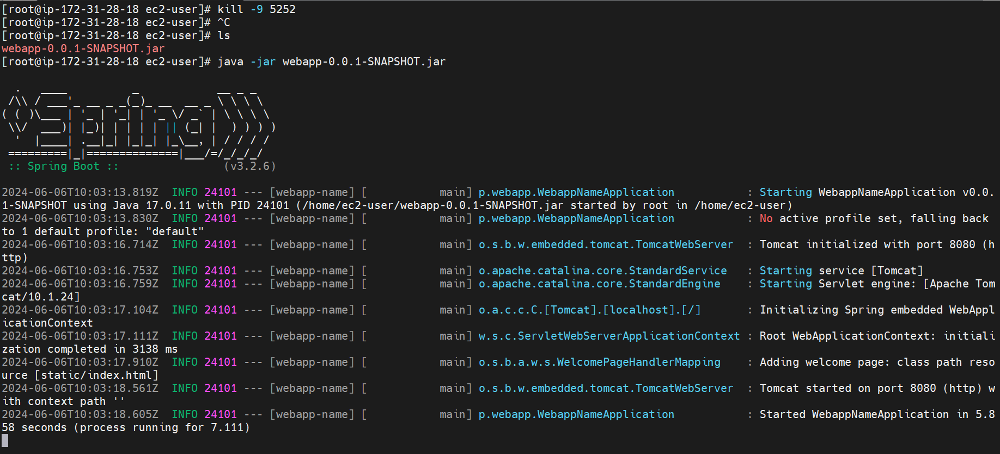 [root@ip-172-31-28-18 ec2-user]# kill -9 5252
[root@ip-172-31-28-18 ec2-user]# ^C
[root@ip-172-31-28-18 ec2-user]# ls
webapp-0.0.1-SNAPSHOT.jar
[root@ip-172-31-28-18 ec2-user]# java -jar webapp-0.0.1-SNAPSHOT.jar

  .   ____          _            __ _ _
 /\\ / ___'_ __ _ _(_)_ __  __ _ \ \ \ \
( ( )\___ | '_ | '_| | '_ \/ _` | \ \ \ \
 \\/  ___)| |_)| | | | | || (_| |  ) ) ) )
  '  |____| .__|_| |_|_| |_\__, | / / / /
 =========|_|==============|___/=/_/_/_/
 :: Spring Boot ::                (v3.2.6)

2024-06-06T10:03:13.819Z  INFO 24101 --- [webapp-name] [           main] p.webapp.WebappNameApplication           : Starting WebappNameApplication v0.0.
1-SNAPSHOT using Java 17.0.11 with PID 24101 (/home/ec2-user/webapp-0.0.1-SNAPSHOT.jar started by root in /home/ec2-user)
2024-06-06T10:03:13.830Z  INFO 24101 --- [webapp-name] [           main] p.webapp.WebappNameApplication           : No active profile set, falling back
to 1 default profile: "default"
2024-06-06T10:03:16.714Z  INFO 24101 --- [webapp-name] [           main] o.s.b.w.embedded.tomcat.TomcatWebServer  : Tomcat initialized with port 8080 (h
ttp)
2024-06-06T10:03:16.753Z  INFO 24101 --- [webapp-name] [           main] o.apache.catalina.core.StandardService   : Starting service [Tomcat]
2024-06-06T10:03:16.759Z  INFO 24101 --- [webapp-name] [           main] o.apache.catalina.core.StandardEngine    : Starting Servlet engine: [Apache Tom
cat/10.1.24]
2024-06-06T10:03:17.104Z  INFO 24101 --- [webapp-name] [           main] o.a.c.c.C.[Tomcat].[localhost].[/]       : Initializing Spring embedded WebAppl
icationContext
2024-06-06T10:03:17.111Z  INFO 24101 --- [webapp-name] [           main] w.s.c.ServletWebServerApplicationContext : Root WebApplicationContext: initiali
zation completed in 3138 ms
2024-06-06T10:03:17.910Z  INFO 24101 --- [webapp-name] [           main] o.s.b.a.w.s.WelcomePageHandlerMapping    : Adding welcome page: class path reso
urce [static/index.html]
2024-06-06T10:03:18.561Z  INFO 24101 --- [webapp-name] [           main] o.s.b.w.embedded.tomcat.TomcatWebServer  : Tomcat started on port 8080 (http) w
ith context path ''
2024-06-06T10:03:18.605Z  INFO 24101 --- [webapp-name] [           main] p.webapp.WebappNameApplication           : Started WebappNameApplication in 5.8
58 seconds (process running for 7.111)